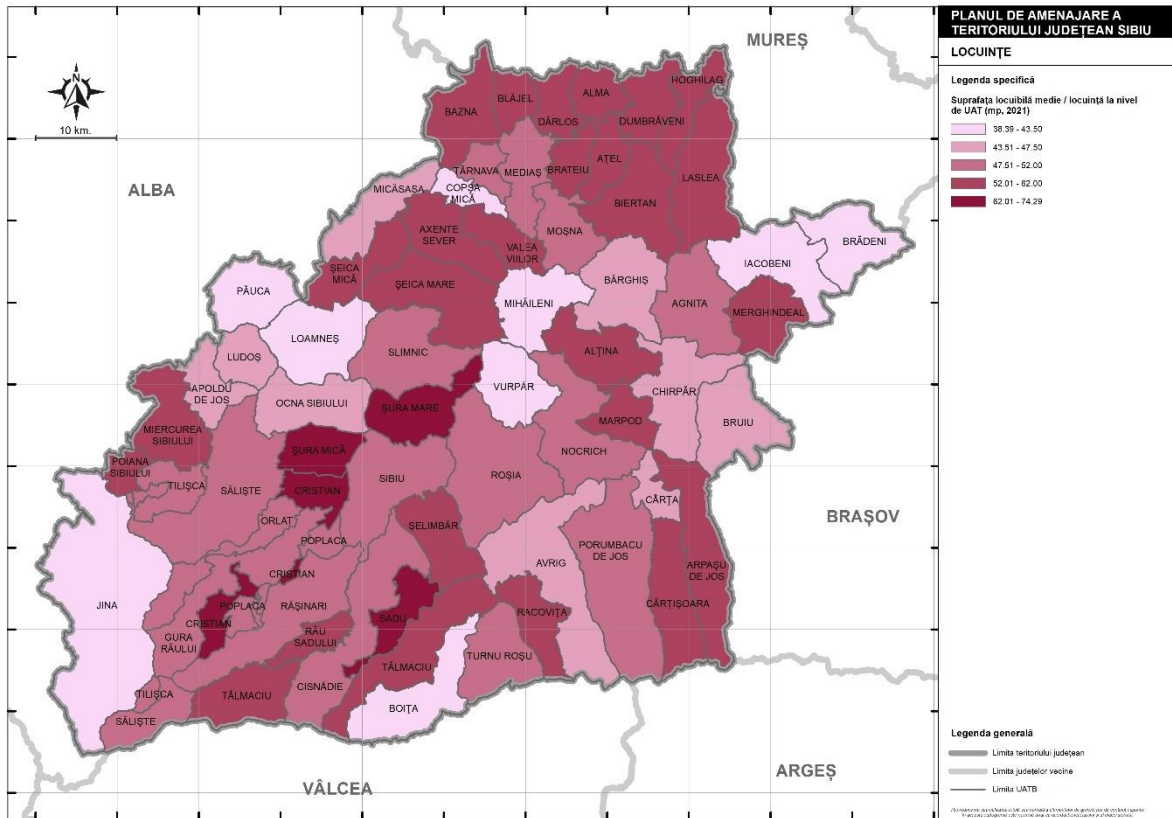 PLANUL DE AMENAJARE A
TERITORIULUI JUDEȚEAN SIBIU
LOCUINȚE
Legenda specifică
Suprafața locuibilă medie / locuință la nivel
de UAT (mp, 2021)
38.39 - 43.50
43.51 - 47.50
47.51 - 52.00
52.01 - 62.00
62.01 - 74.29
N
10 km.
MUREȘ
ALBA
BRAȘOV
ARGEȘ
VÂLCEA
HOGHILAG
BLĂJEL
ALMA
BAZNA
DÂRLOS
DUMBRĂVENI
AȚEL
TÂRNAVA
MEDIAȘ
BRATEIU
LASLEA
MICĂSASA
COPȘA
MICĂ
BIERTAN
AXENTE
SEVER
MOȘNA
BRĂDENI
VALEA
VIILOR
IACOBENI
ȘEICA
MICĂ
BÂRGHIȘ
ȘEICA MARE
PĂUCA
MIHĂILENI
AGNITA
MERGHINDEAL
LOAMNEȘ
SLIMNIC
ALȚINA
LUDOȘ
APOLDU
DE JOS
VURPĂR
CHIRPĂR
OCNA SIBIULUI
ȘURA MARE
MARPOD
BRUIU
MIERCUREA
SIBIULUI
ȘURA MICĂ
NOCRICH
POIANA
SIBIULUI
TILIȘCA
SĂLIȘTE
CRISTIAN
SIBIU
ROȘIA
CÂRȚA
ORLAT
ȘELIMBĂR
POPLACA
PORUMBACU
DE JOS
AVRIG
ARPAȘU
DE JOS
CRISTIAN
JINA
POPLACA
RĂȘINARI
CÂRȚIȘOARA
CRISTIAN
SADU
RACOVIȚA
GURA
RÂULUI
RÂU
SADULUI
TURNU ROȘU
TĂLMACIU
CISNĂDIE
TILIȘCA
TĂLMACIU
BOIȚA
SĂLIȘTE
Legenda generală
Limita teritoriului județean
Limita județelor vecine
Limita UATB